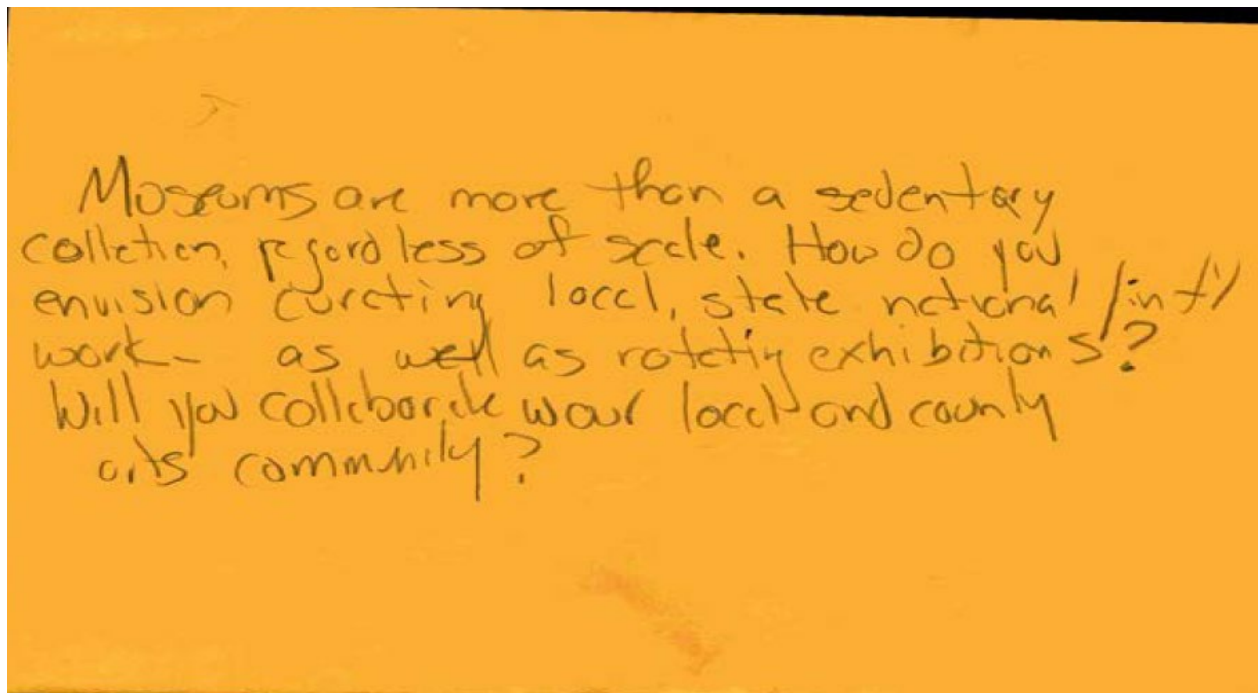 Museums are more than a sedentary
colletion, regardless of scale. How do you
envision curating local, state national / int'l
work - as well as rotating exhibitions?
Will you collaborate w our local and county
arts community?